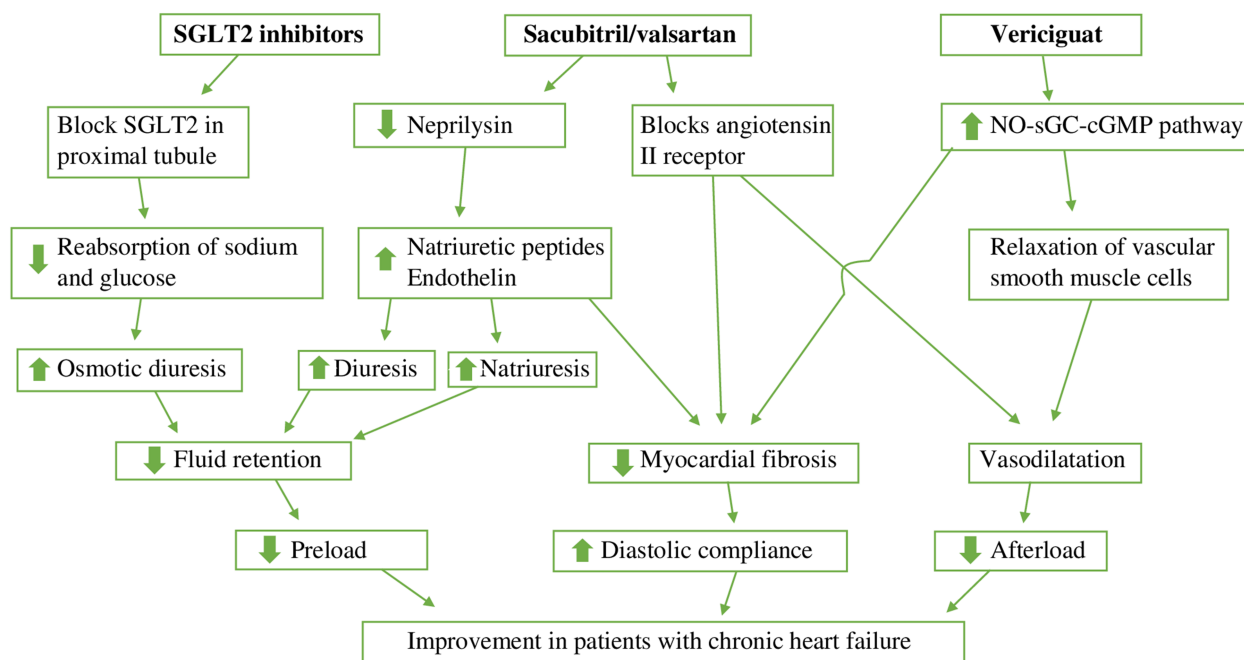 SGLT2 inhibitors
Sacubitril/valsartan
Vericiguat
Block SGLT2 in
proximal tubule
Neprilysin
Blocks angiotensin
II receptor
NO-sGC-cGMP pathway
Reabsorption of sodium
and glucose
Natriuretic peptides
Endothelin
Relaxation of vascular
smooth muscle cells
Osmotic diuresis
Diuresis
Natriuresis
Fluid retention
Myocardial fibrosis
Vasodilatation
Preload
Diastolic compliance
Afterload
Improvement in patients with chronic heart failure